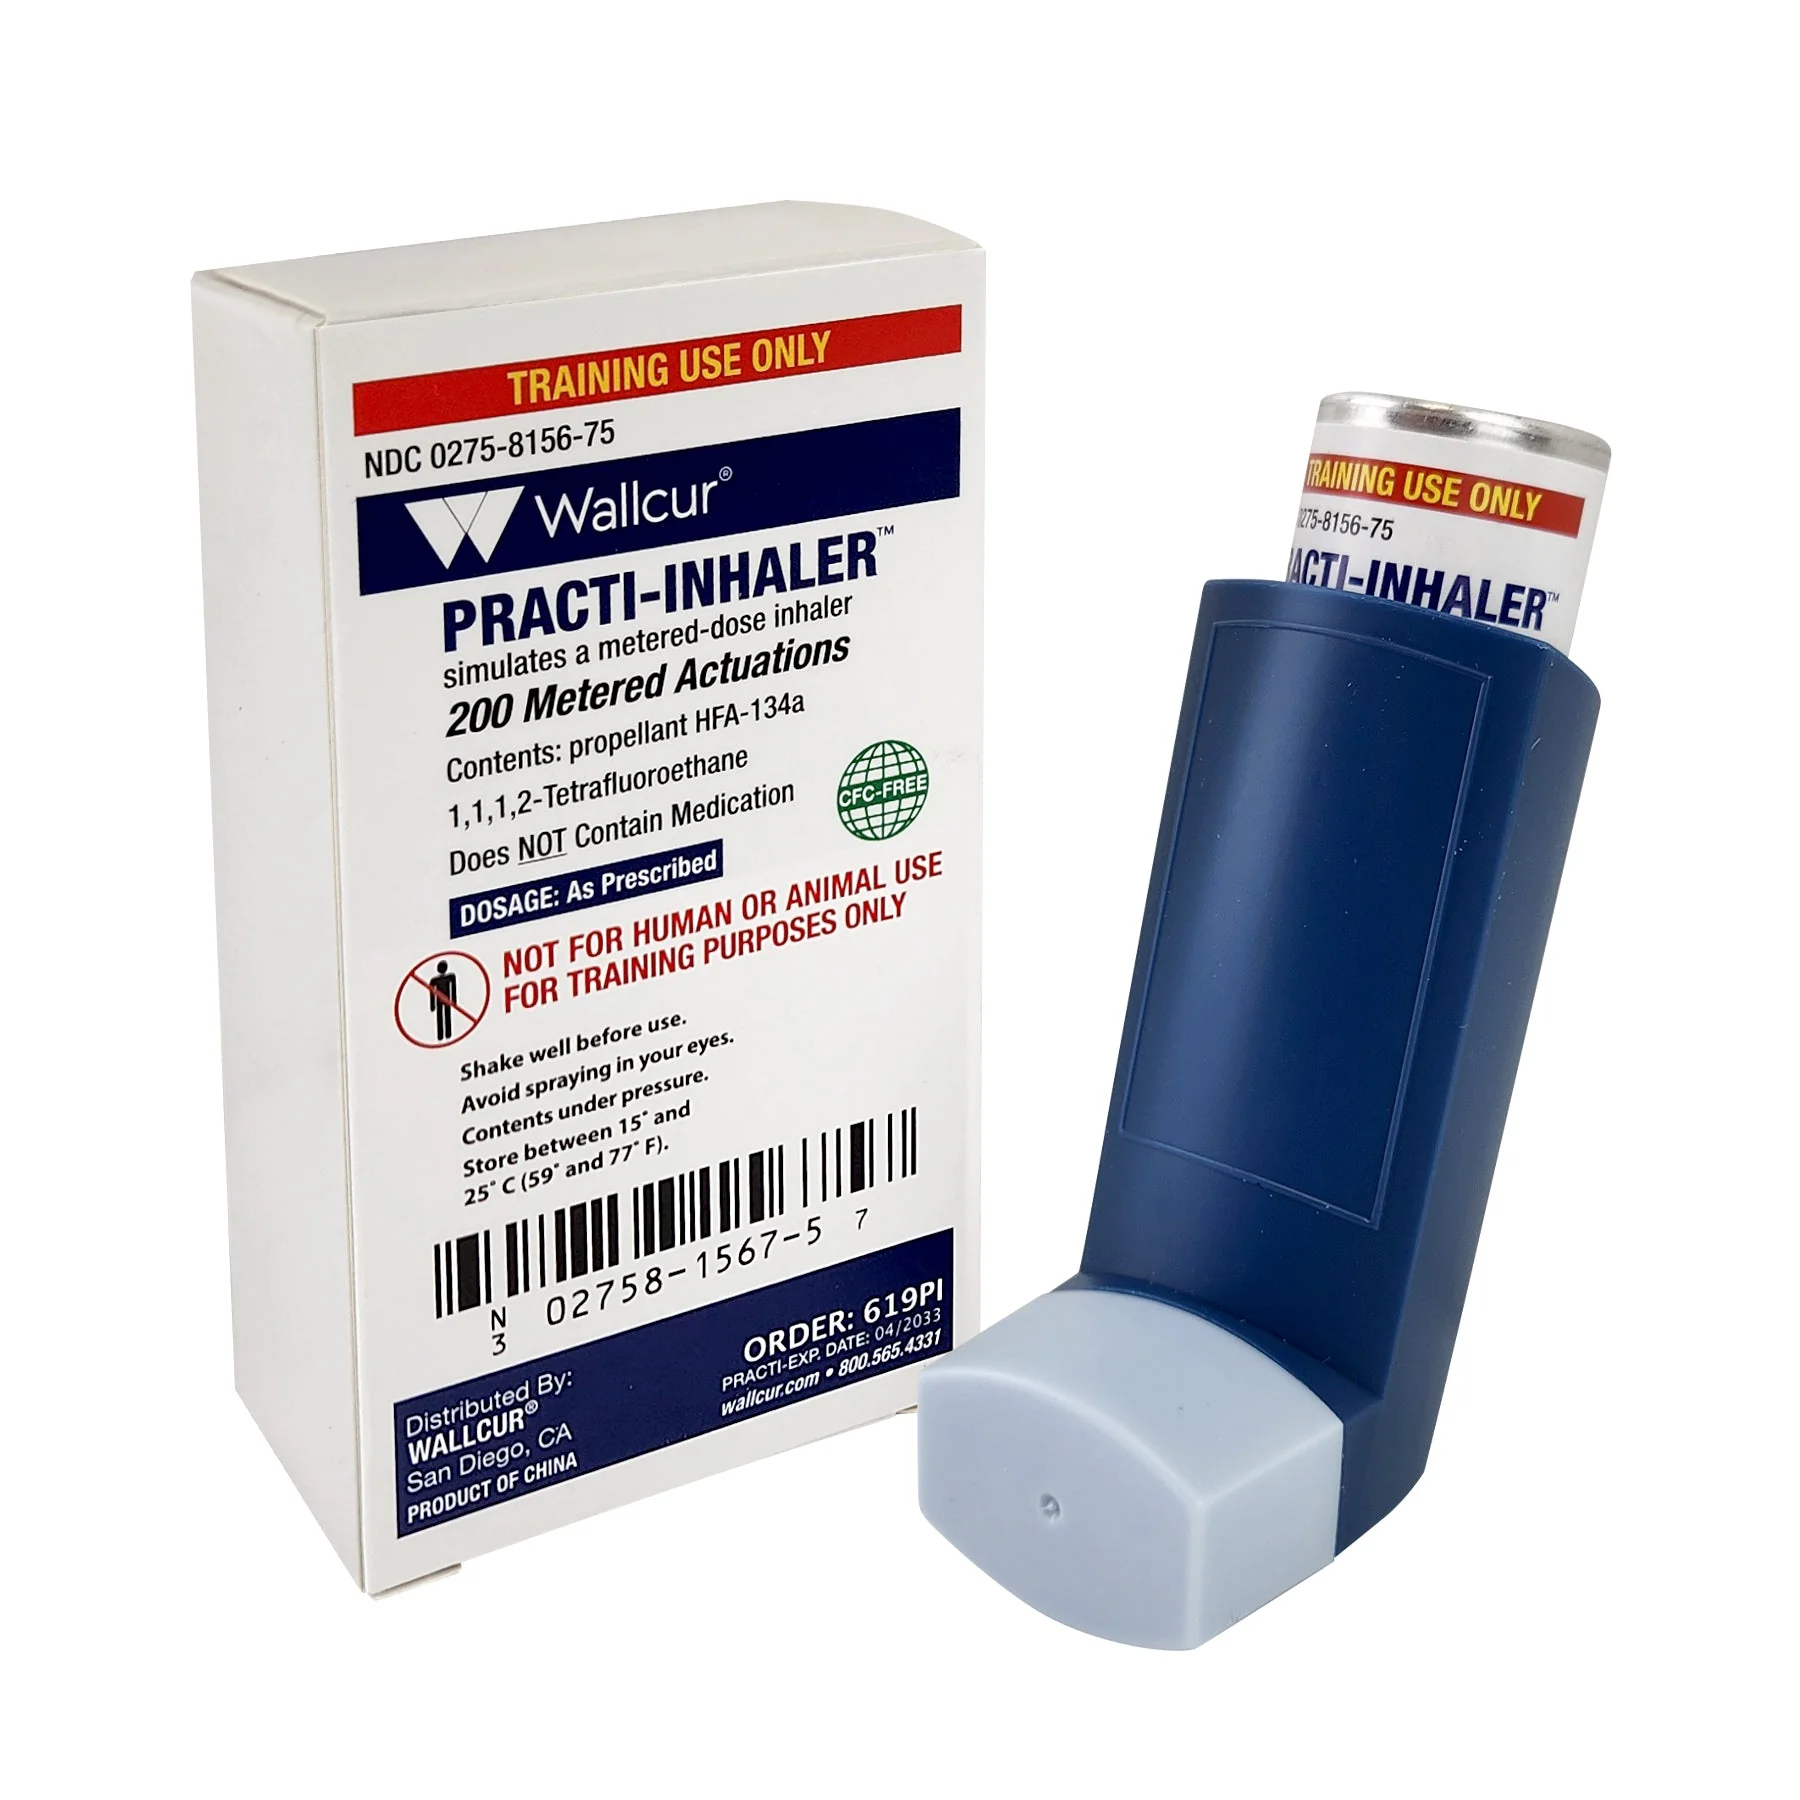 TRAINING USE ONLY
NDC 0275-8156-75
Wallcur®
PRACTI-INHALER™
simulates a metered-dose inhaler
200 Metered Actuations
Contents: propellant HFA-134a
1,1,1,2-Tetrafluoroethane
Does NOT Contain Medication
CFC-FREE
DOSAGE: As Prescribed
NOT FOR HUMAN OR ANIMAL USE
FOR TRAINING PURPOSES ONLY
Shake well before use.
Avoid spraying in your eyes.
Contents under pressure.
Store between 15° and
25° C (59° and 77° F).
N
3 02758-1567-5 7
Distributed By:
WALLCUR®
San Diego, CA
PRODUCT OF CHINA
ORDER: 619PI
PRACTI-EXP. DATE: 04/2033
wallcur.com • 800.565.4331
TRAINING USE ONLY
275-8156-75
ACTI-INHALER™